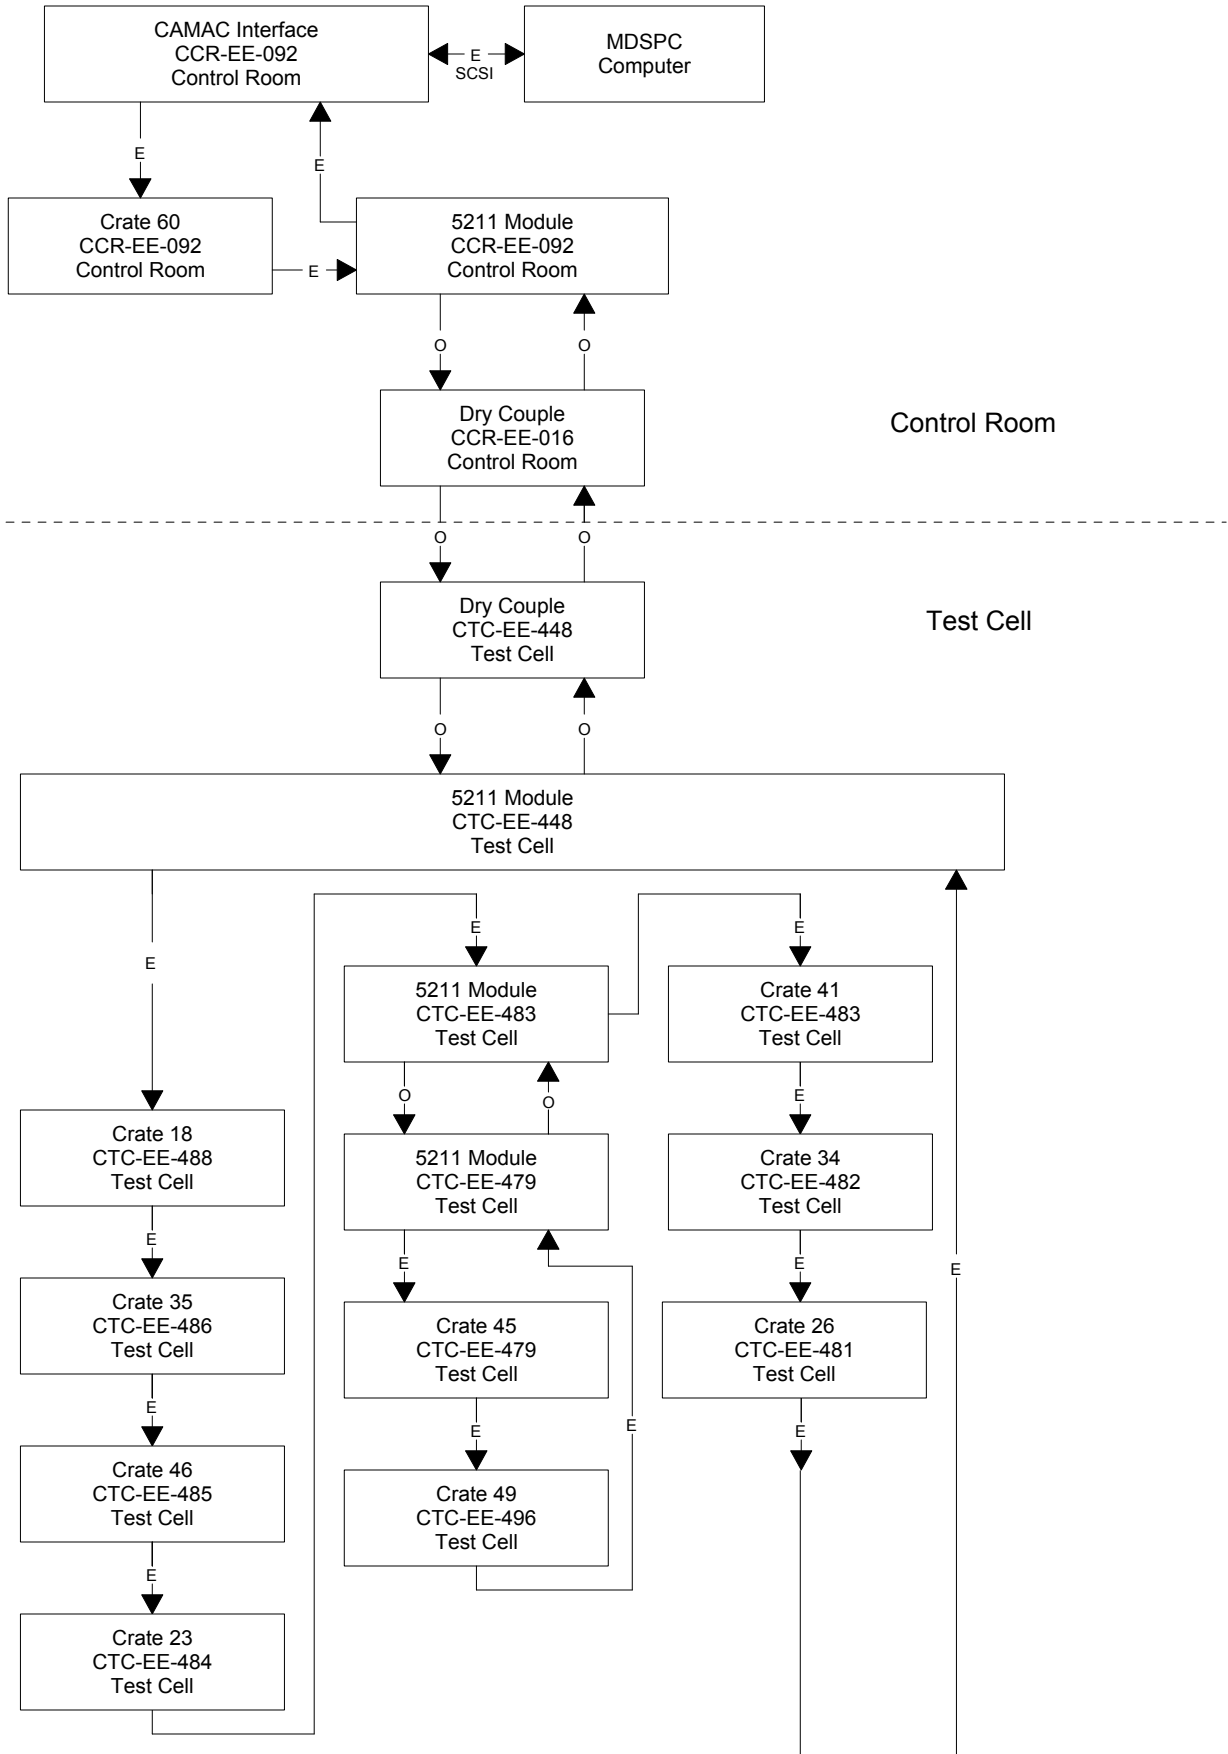 CAMAC Interface
CCR-EE-092
Control Room
E
SCSI
MDSPC
Computer
E
E
Crate 60
CCR-EE-092
Control Room
E
5211 Module
CCR-EE-092
Control Room
O
O
Dry Couple
CCR-EE-016
Control Room
Control Room
O
O
Dry Couple
CTC-EE-448
Test Cell
Test Cell
O
O
5211 Module
CTC-EE-448
Test Cell
E
E
E
5211 Module
CTC-EE-483
Test Cell
Crate 41
CTC-EE-483
Test Cell
O
O
E
Crate 18
CTC-EE-488
Test Cell
5211 Module
CTC-EE-479
Test Cell
Crate 34
CTC-EE-482
Test Cell
E
E
E
E
Crate 35
CTC-EE-486
Test Cell
Crate 45
CTC-EE-479
Test Cell
Crate 26
CTC-EE-481
Test Cell
E
E
E
E
Crate 46
CTC-EE-485
Test Cell
Crate 49
CTC-EE-496
Test Cell
E
Crate 23
CTC-EE-484
Test Cell